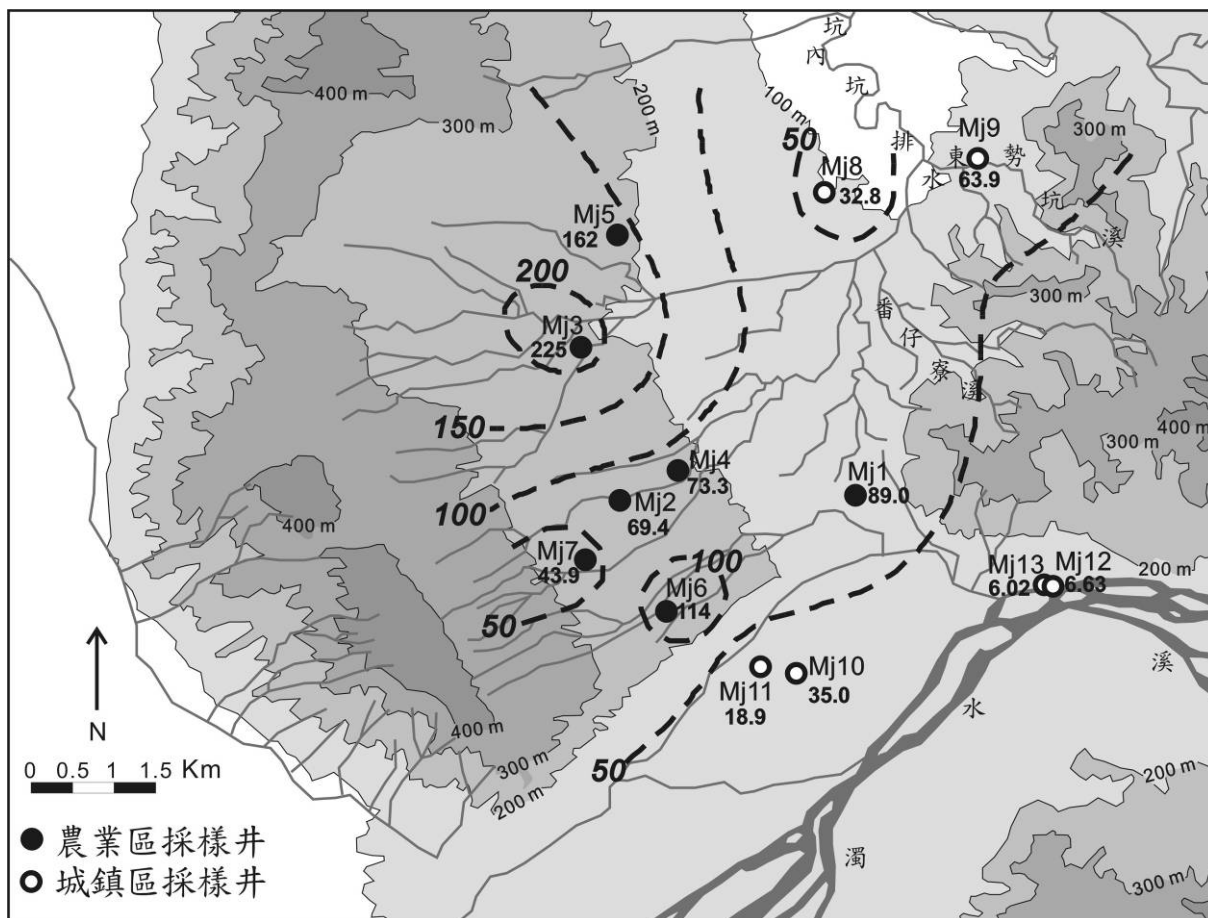 400 m
300 m
200 m
100 m
坑
內
坑
排
水
50
Mj8
32.8
Mj9
63.9
東
勢
坑
溪
300 m
300 m
Mj5
162
200
Mj3
225
番
仔
寮
溪
150
100
Mj4
73.3
Mj2
69.4
Mj1
89.0
300 m
400 m
400 m
Mj7
43.9
50
100
Mj6
114
Mj13
6.02
Mj12
6.63
200 m
Mj11
18.9
Mj10
35.0
溪
水
濁
50
400 m
300 m
200 m
200 m
300 m
N
0 0.5 1 1.5 Km
農業區採樣井
城鎮區採樣井